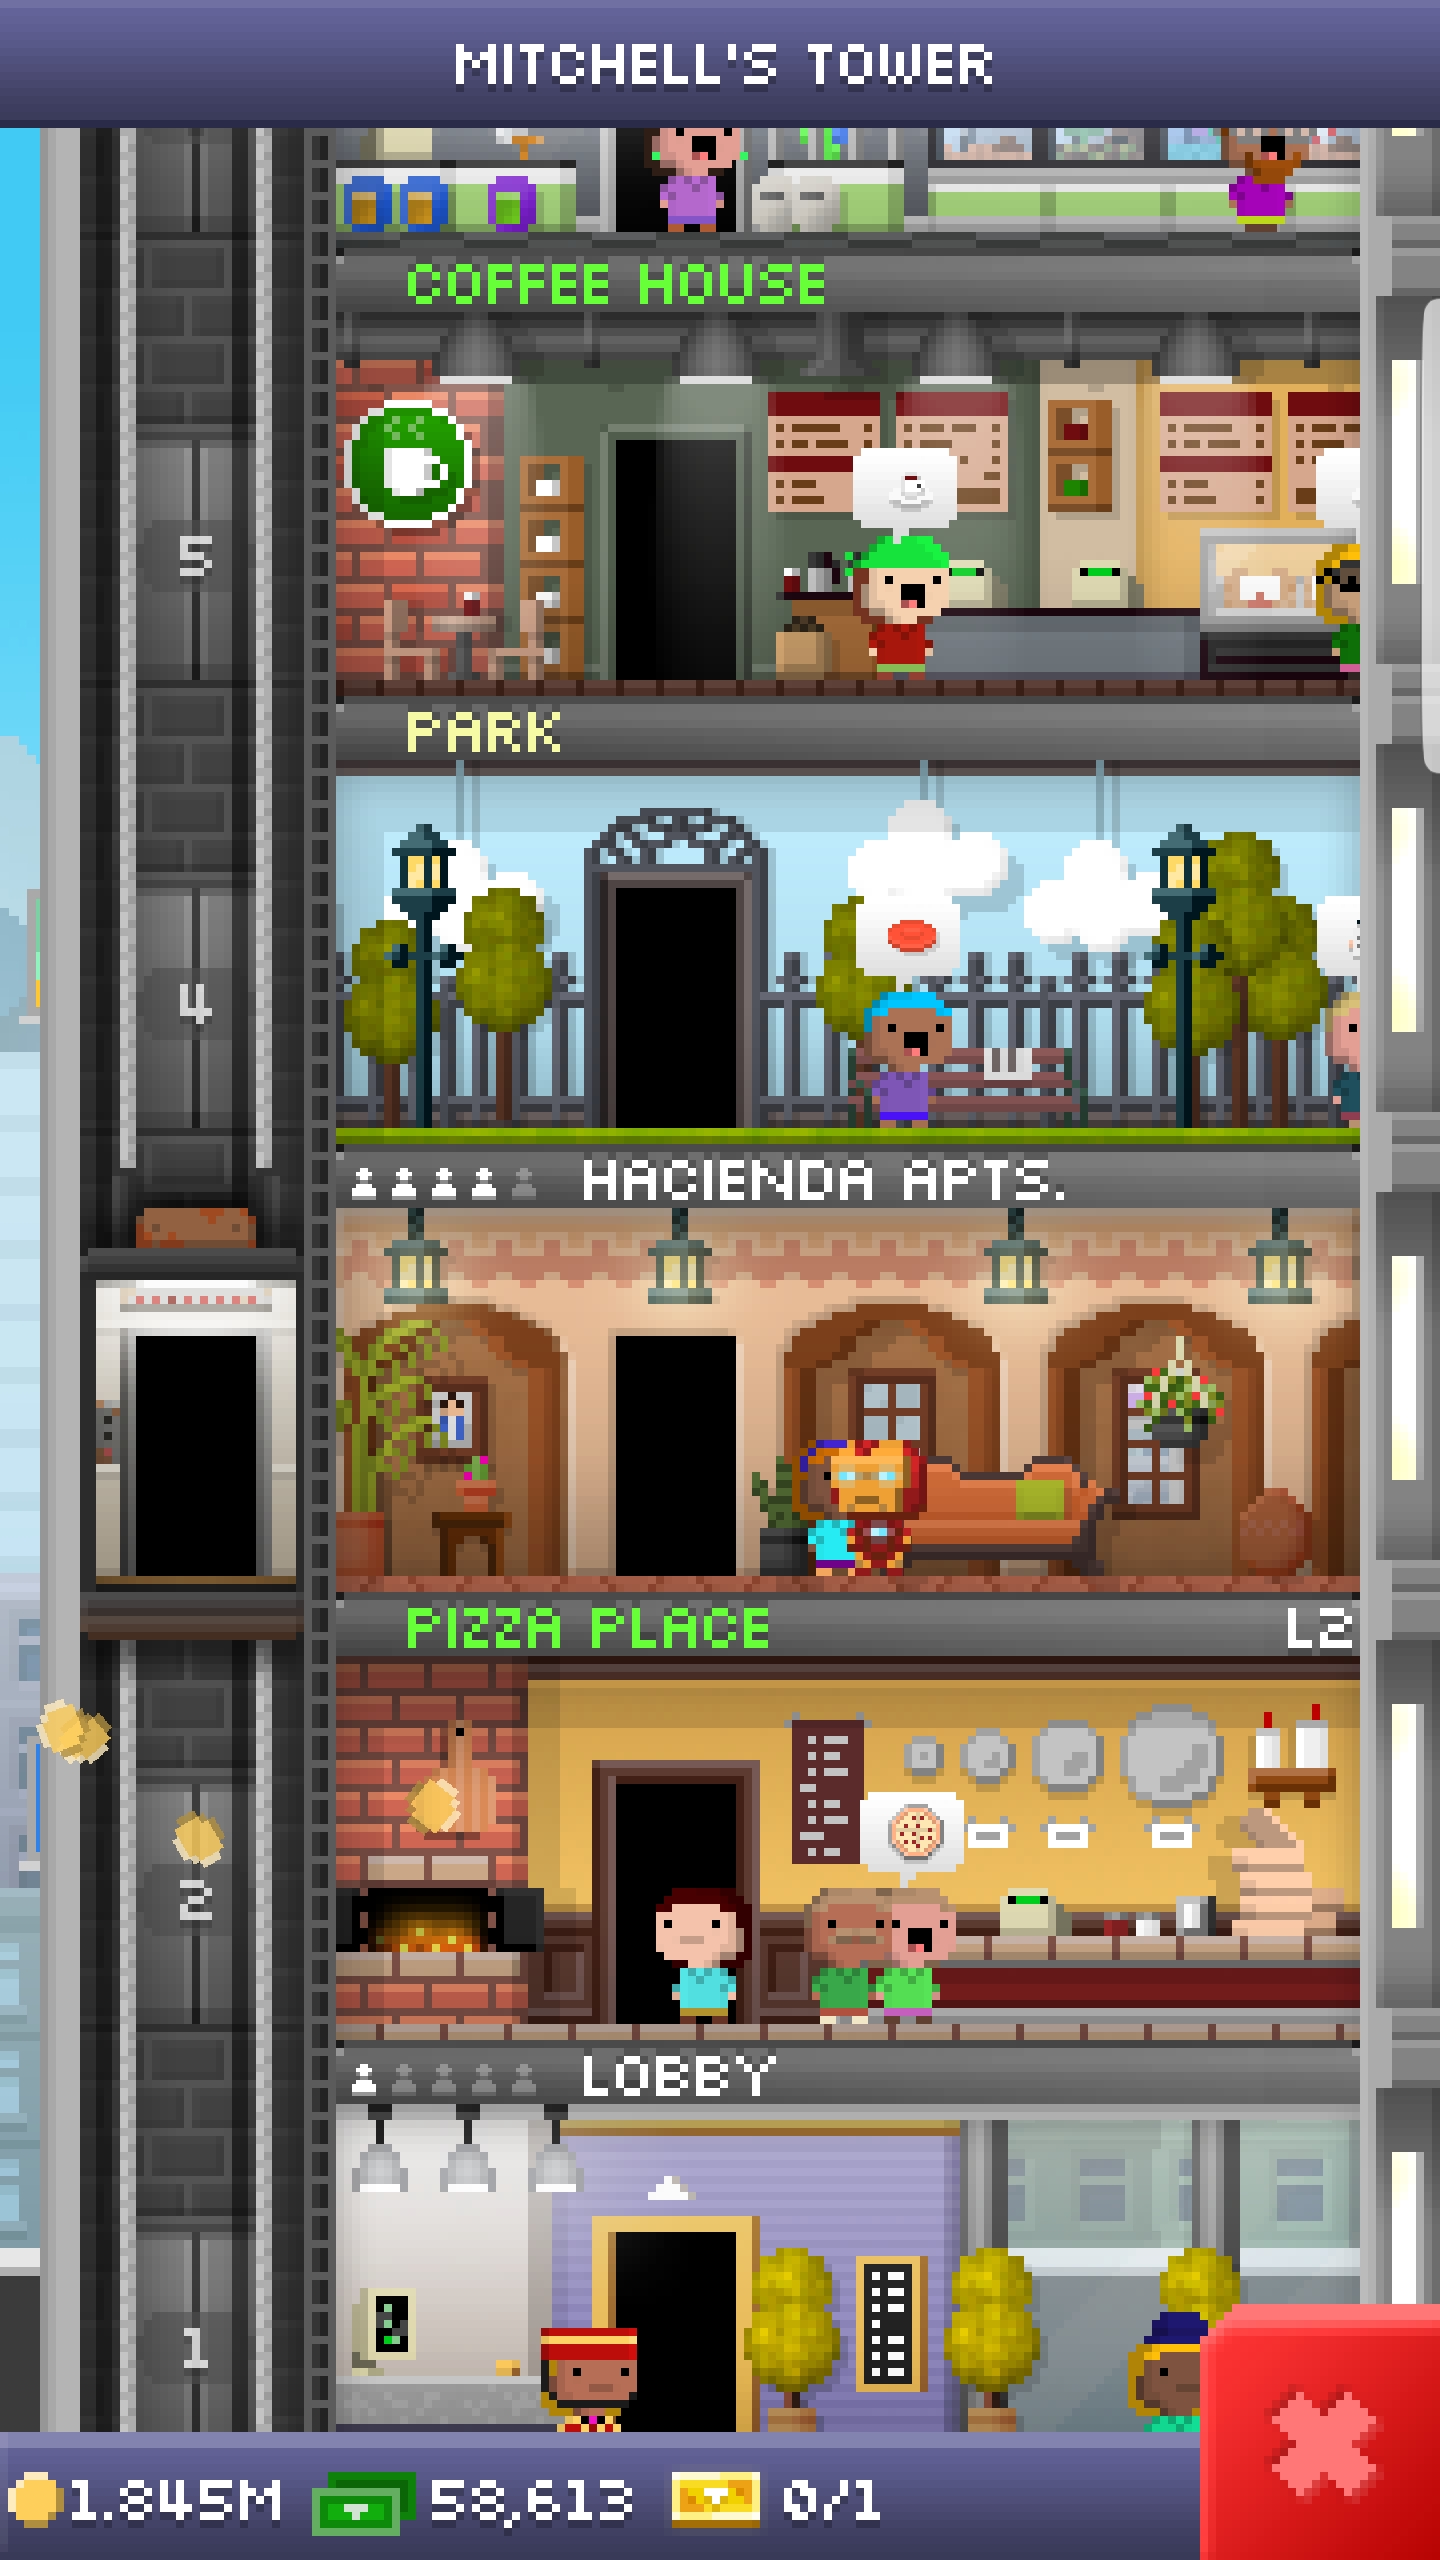 MITCHELL'S TOWER
COFFEE HOUSE
5
PARK
4
HACIENDA APTS.
PIZZA PLACE L2
2
LOBBY
1
1.845M 58,613 0/1